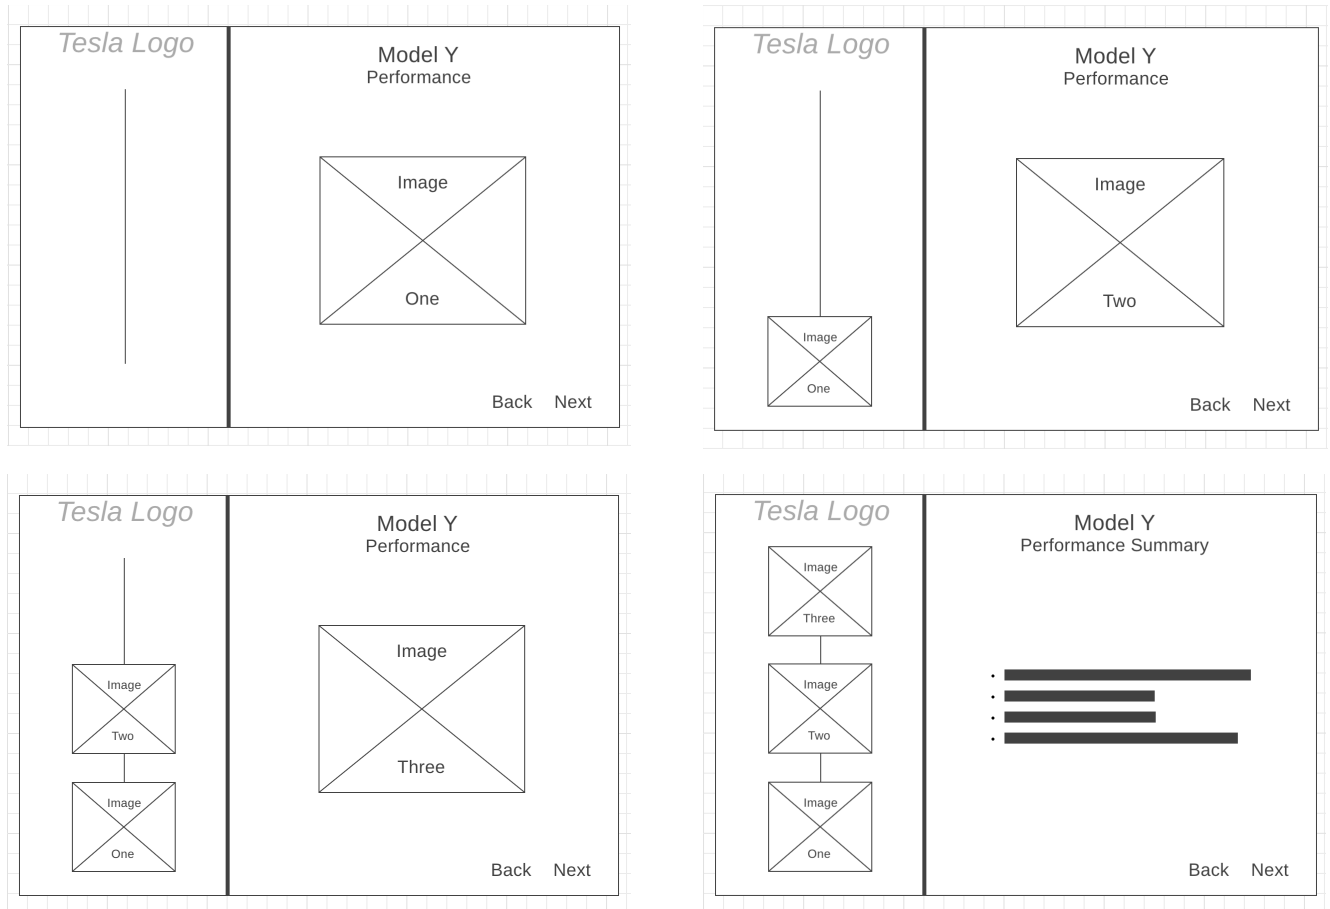 Tesla Logo
Model Y
Performance
Image
One
Back Next
Tesla Logo
Model Y
Performance
Image
Two
Image
One
Back Next
Tesla Logo
Model Y
Performance
Image
Three
Image
Two
Image
One
Back Next
Tesla Logo
Model Y
Performance Summary
Image
Three
Image
Two
Image
One
Back Next